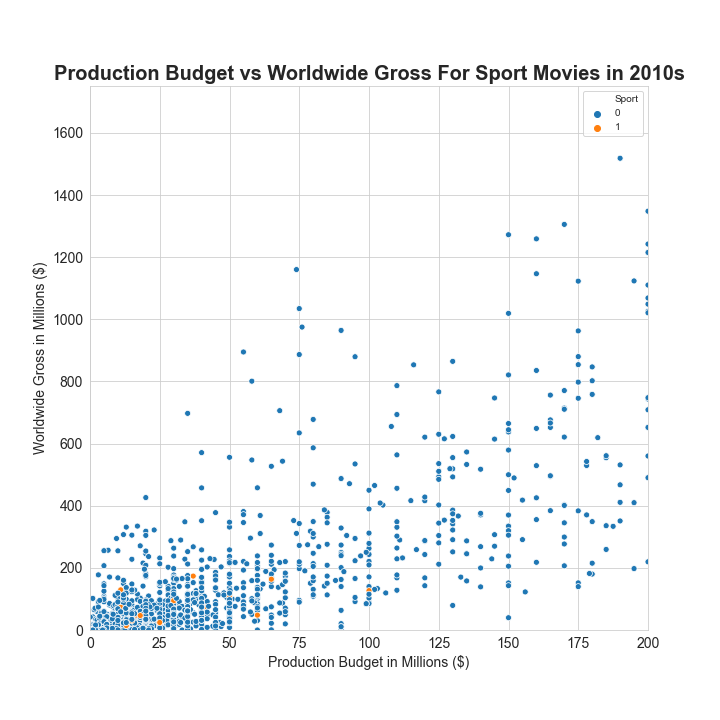 Production Budget vs Worldwide Gross For Sport Movies in 2010s
Sport
0
1
1600
1400
1200
1000
800
600
400
200
0
Worldwide Gross in Millions ($)
0 25 50 75 100 125 150 175 200
Production Budget in Millions ($)